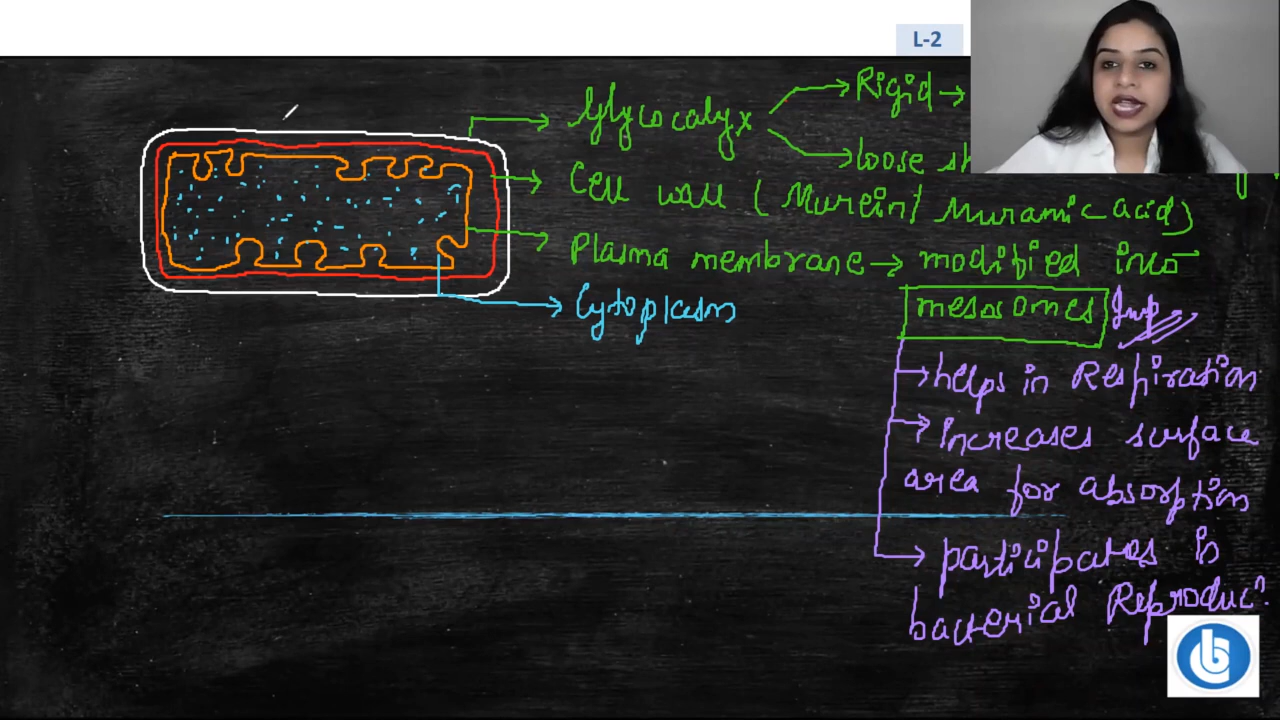 L-2
Glycocalyx
Rigid
loose
Cell wall (Murein/ Muramic acid)
Plasma membrane modified into
mesosomes Imp
Cytoplasm
helps in Respiration
Increases surface
area for absorption
participates in
bacterial Reproduc